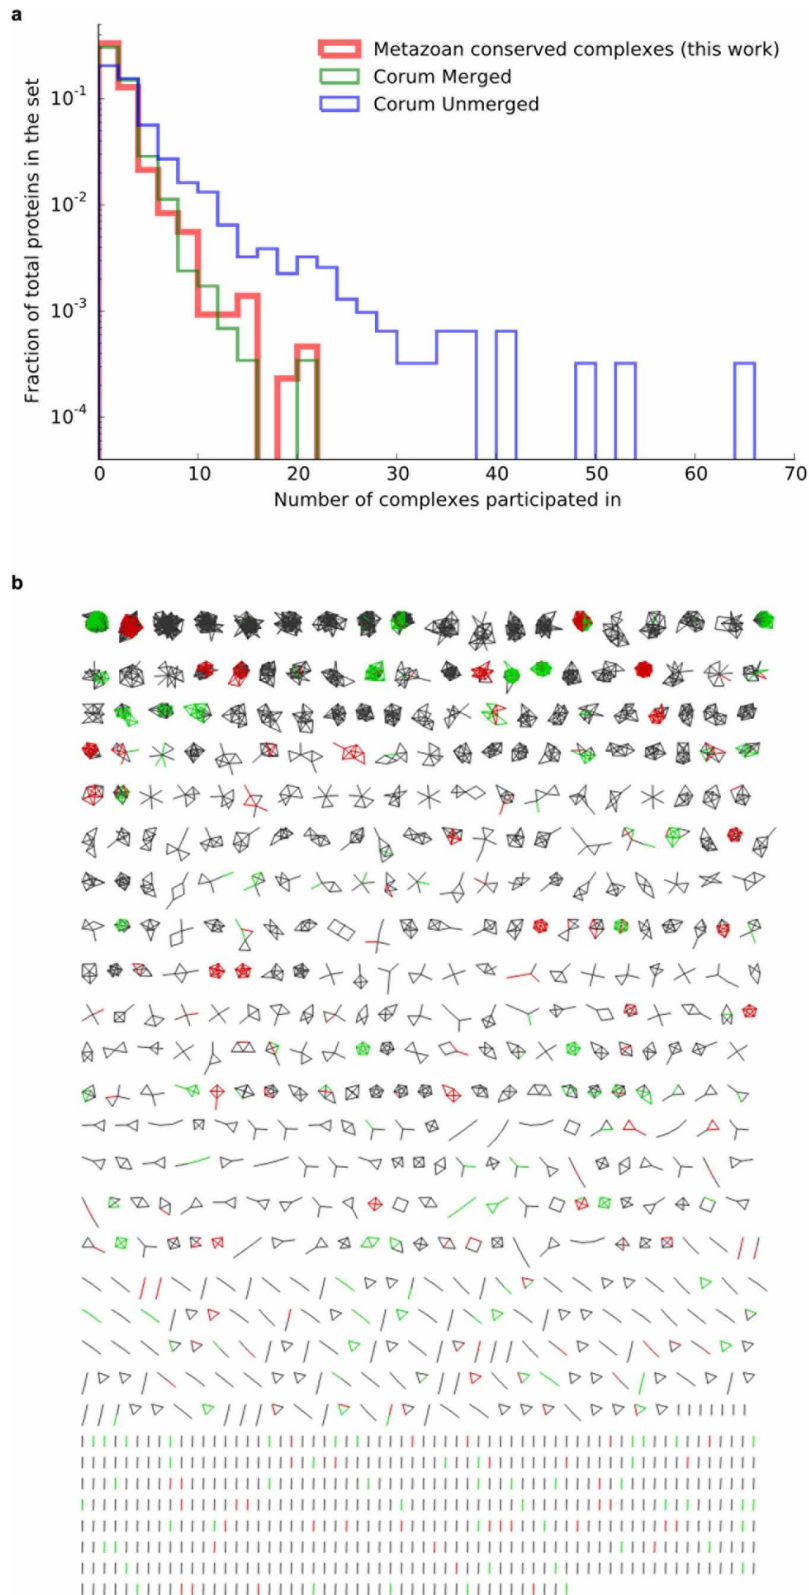 a
Metazoan conserved complexes (this work)
Corum Merged
Corum Unmerged
Fraction of total proteins in the set
10^-1
10^-2
10^-3
10^-4
0 10 20 30 40 50 60 70
Number of complexes participated in
b